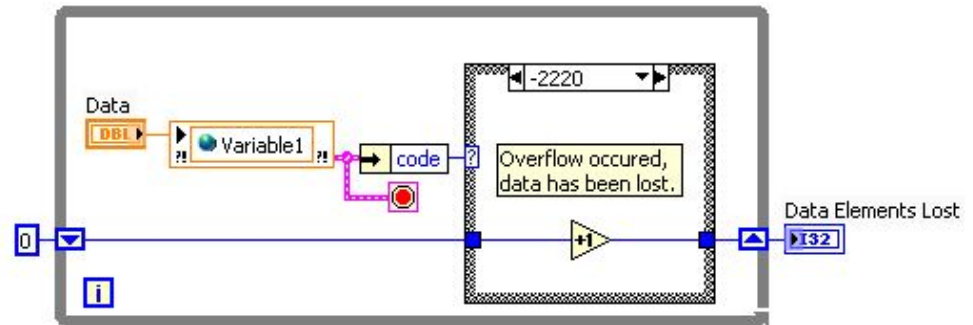 -2220
Data
DBL
?!
Variable1
?!
code
?
Overflow occured,
data has been lost.
+1
Data Elements Lost
0
I32
i